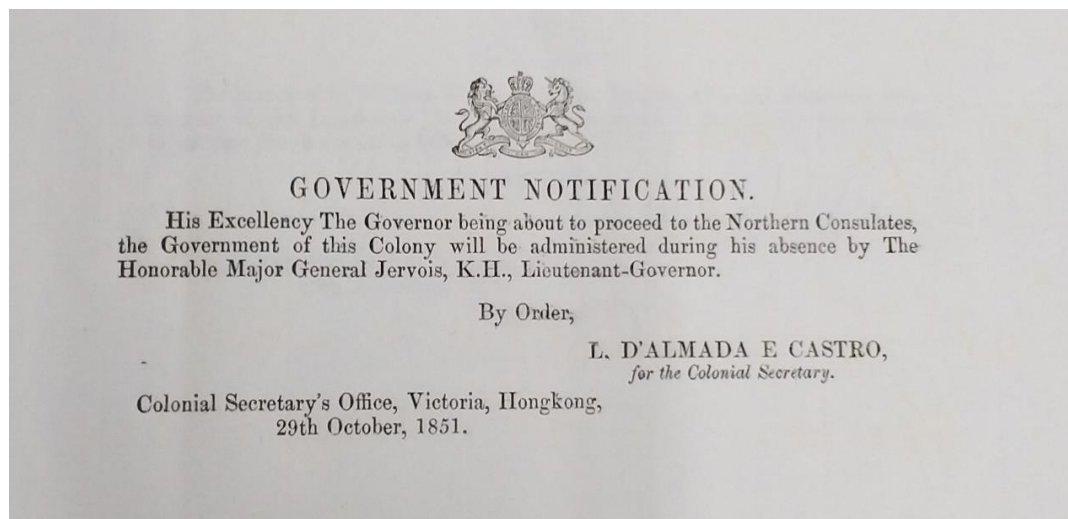 GOVERNMENT NOTIFICATION.
His Excellency The Governor being about to proceed to the Northern Consulates,
the Government of this Colony will be administered during his absence by The
Honorable Major General Jervois, K.H., Lieutenant-Governor.
By Order,
L. D'ALMADA E CASTRO,
for the Colonial Secretary.
Colonial Secretary's Office, Victoria, Hongkong,
29th October, 1851.